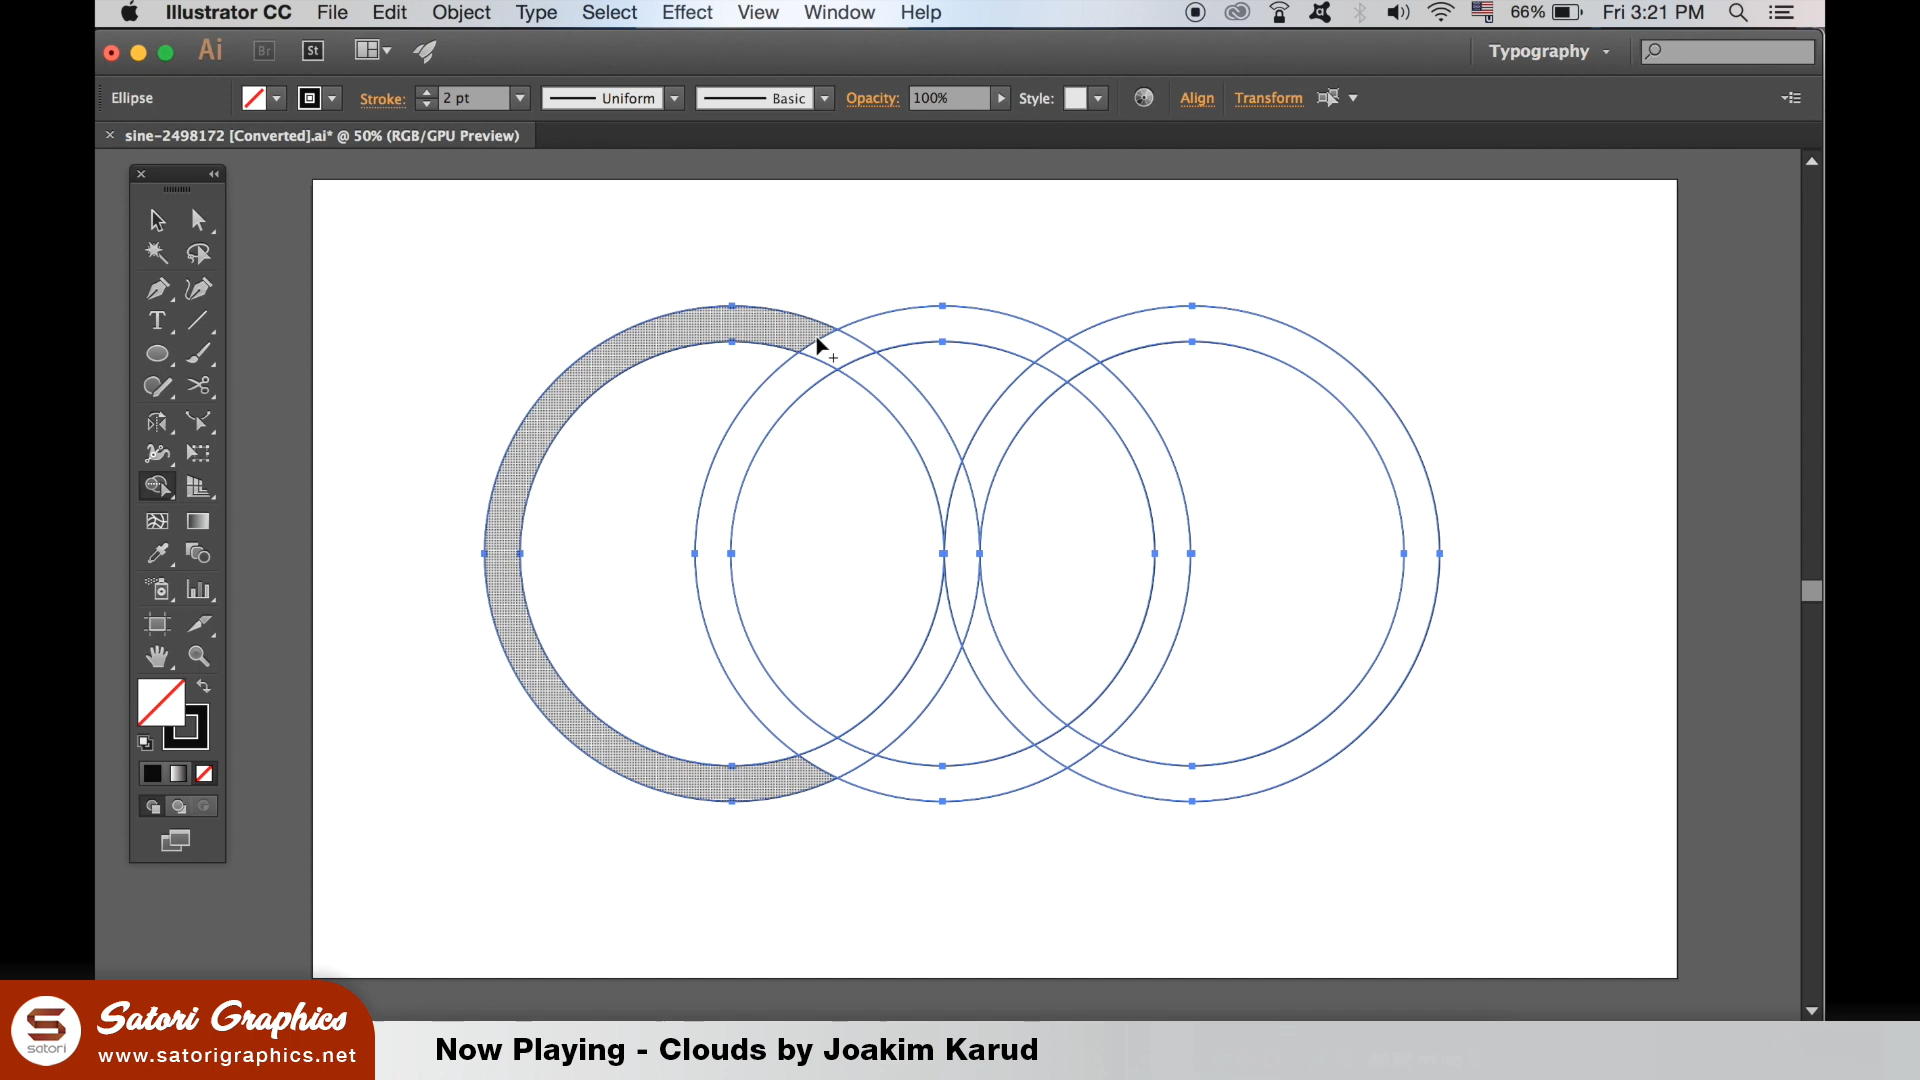 Illustrator CC File Edit Object Type Select Effect View Window Help 66% Fri 3:21 PM
Ai Br St Typography
Ellipse Stroke: 2 pt Uniform Basic Opacity: 100% Style: Align Transform
sine-2498172 [Converted].ai* @ 50% (RGB/GPU Preview)
Satori Graphics
satori
www.satorigraphics.net
Now Playing - Clouds by Joakim Karud